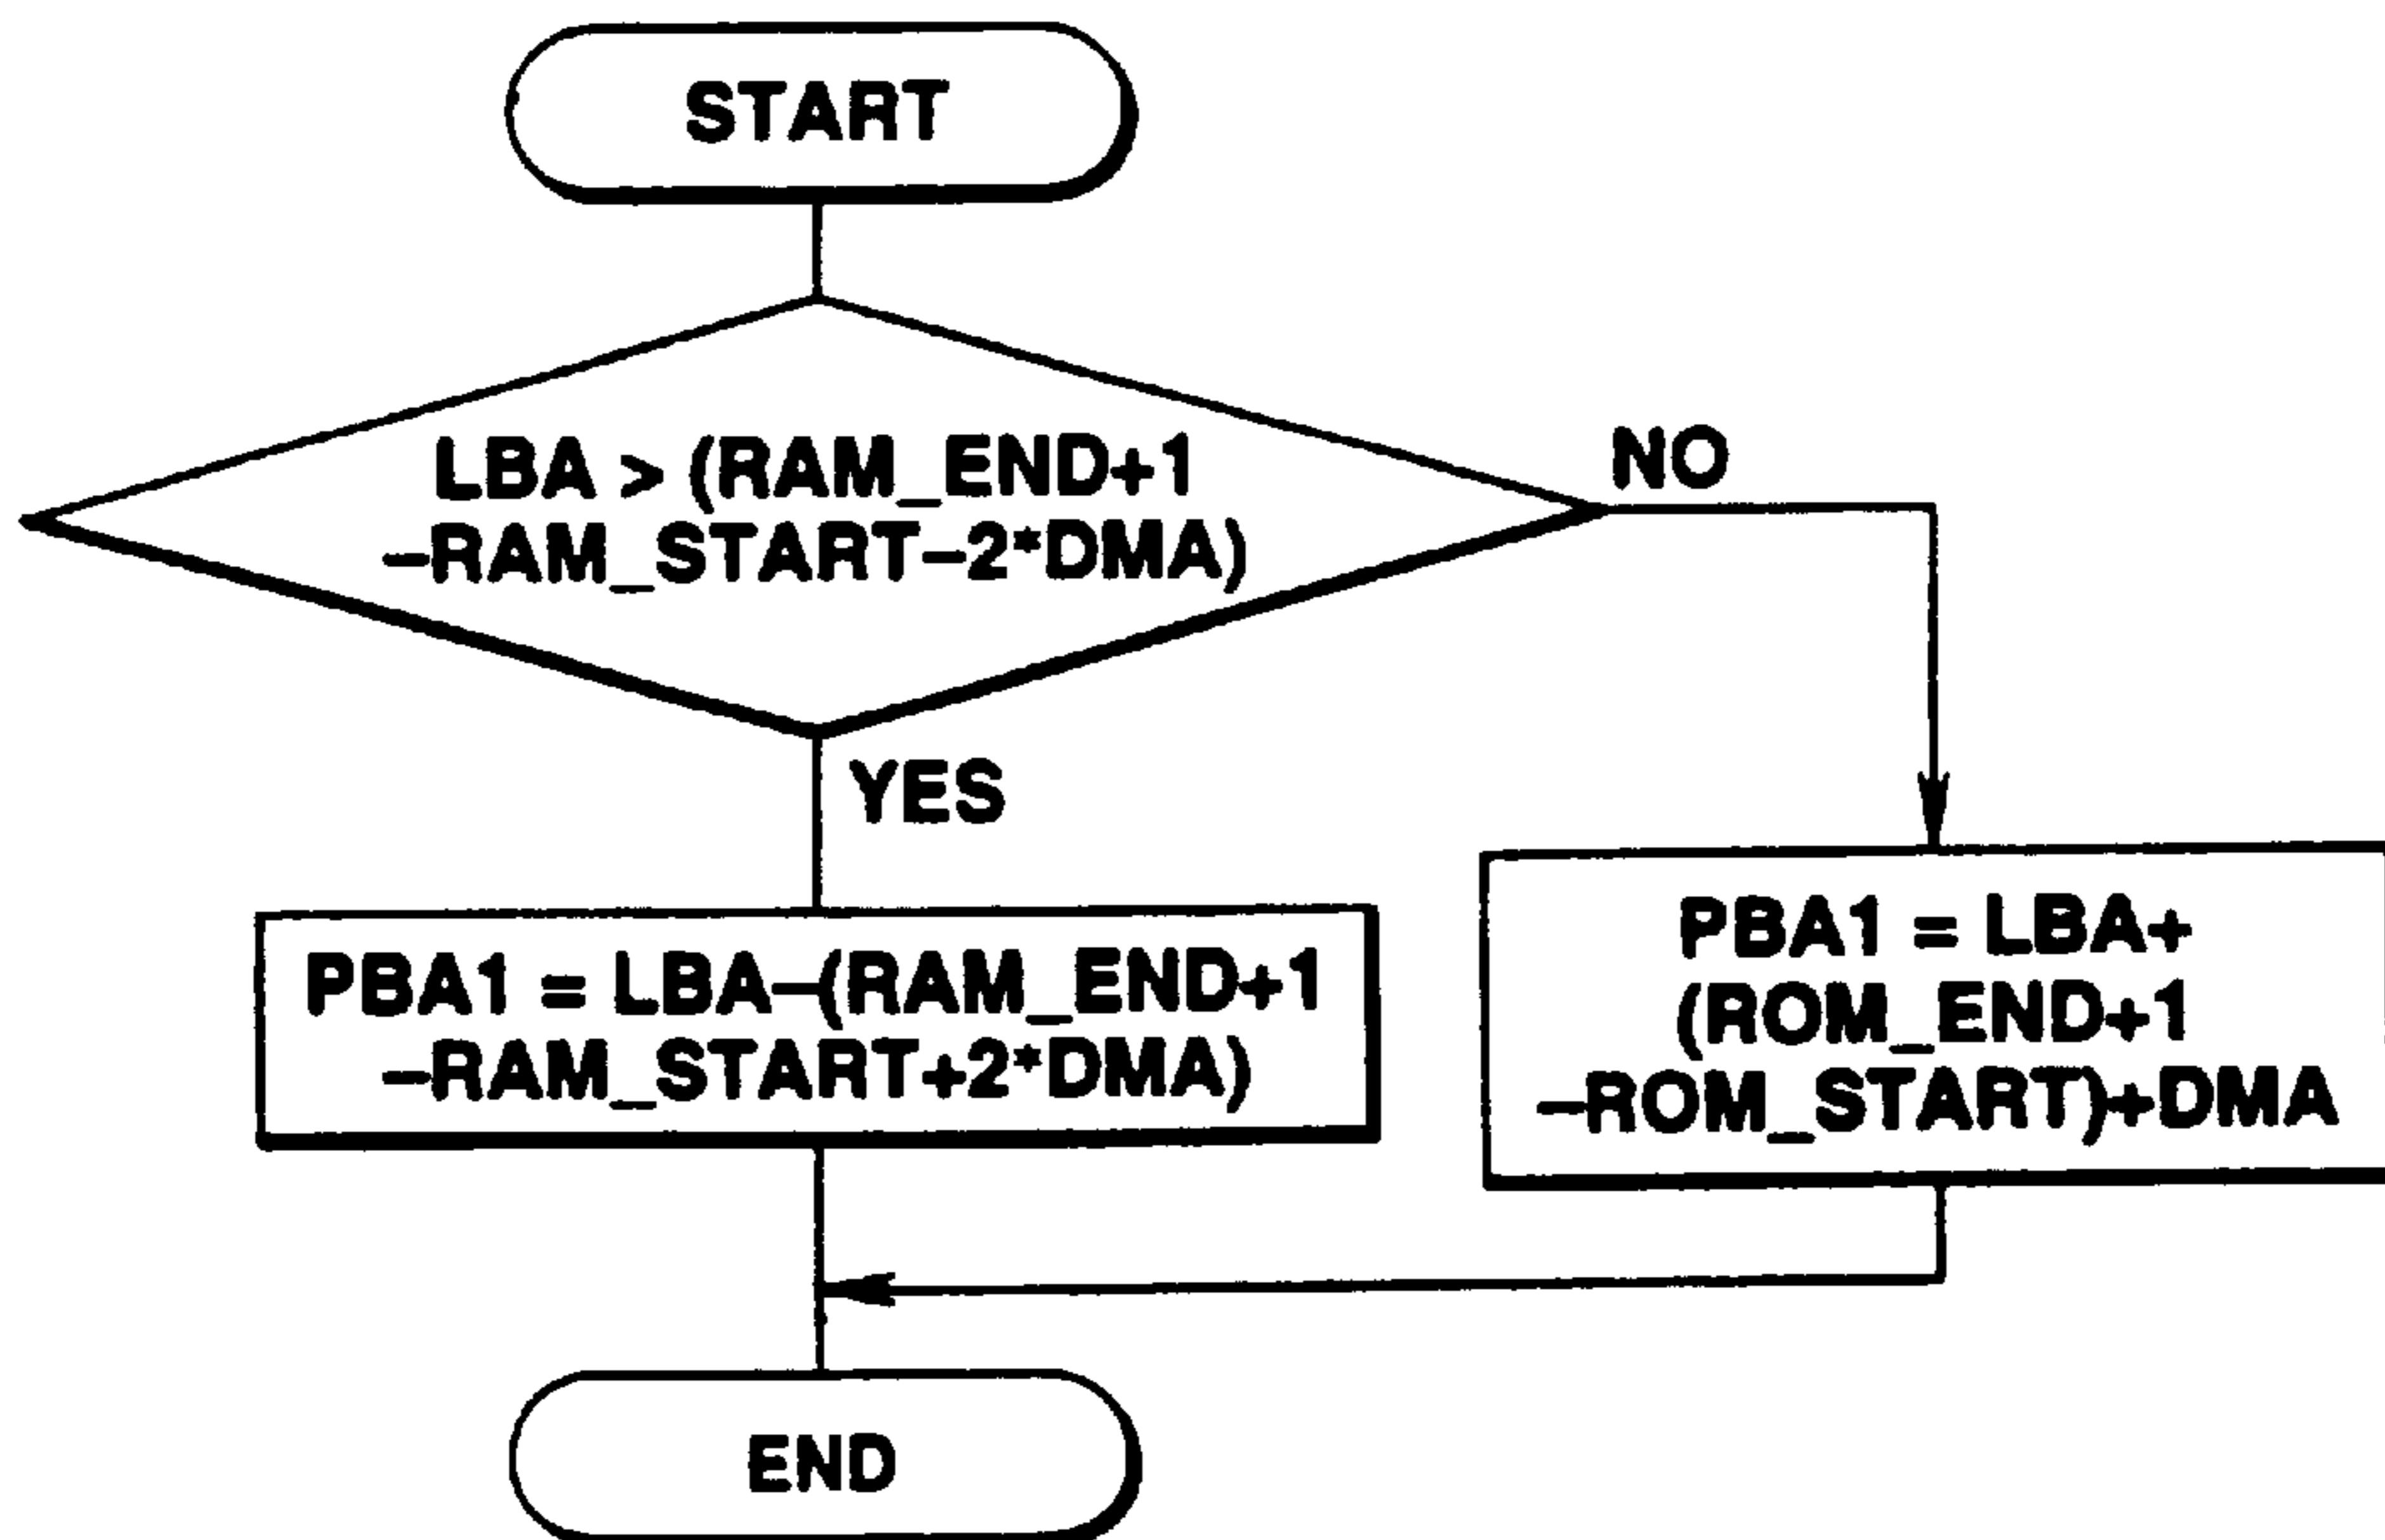 START
LBA > (RAM_END+1
-RAM_START-2*DMA)
NO
YES
PBA1 = LBA-(RAM_END+1
-RAM_START+2*DMA)
PBA1 = LBA+
(ROM_END+1
-ROM_START)+DMA
END